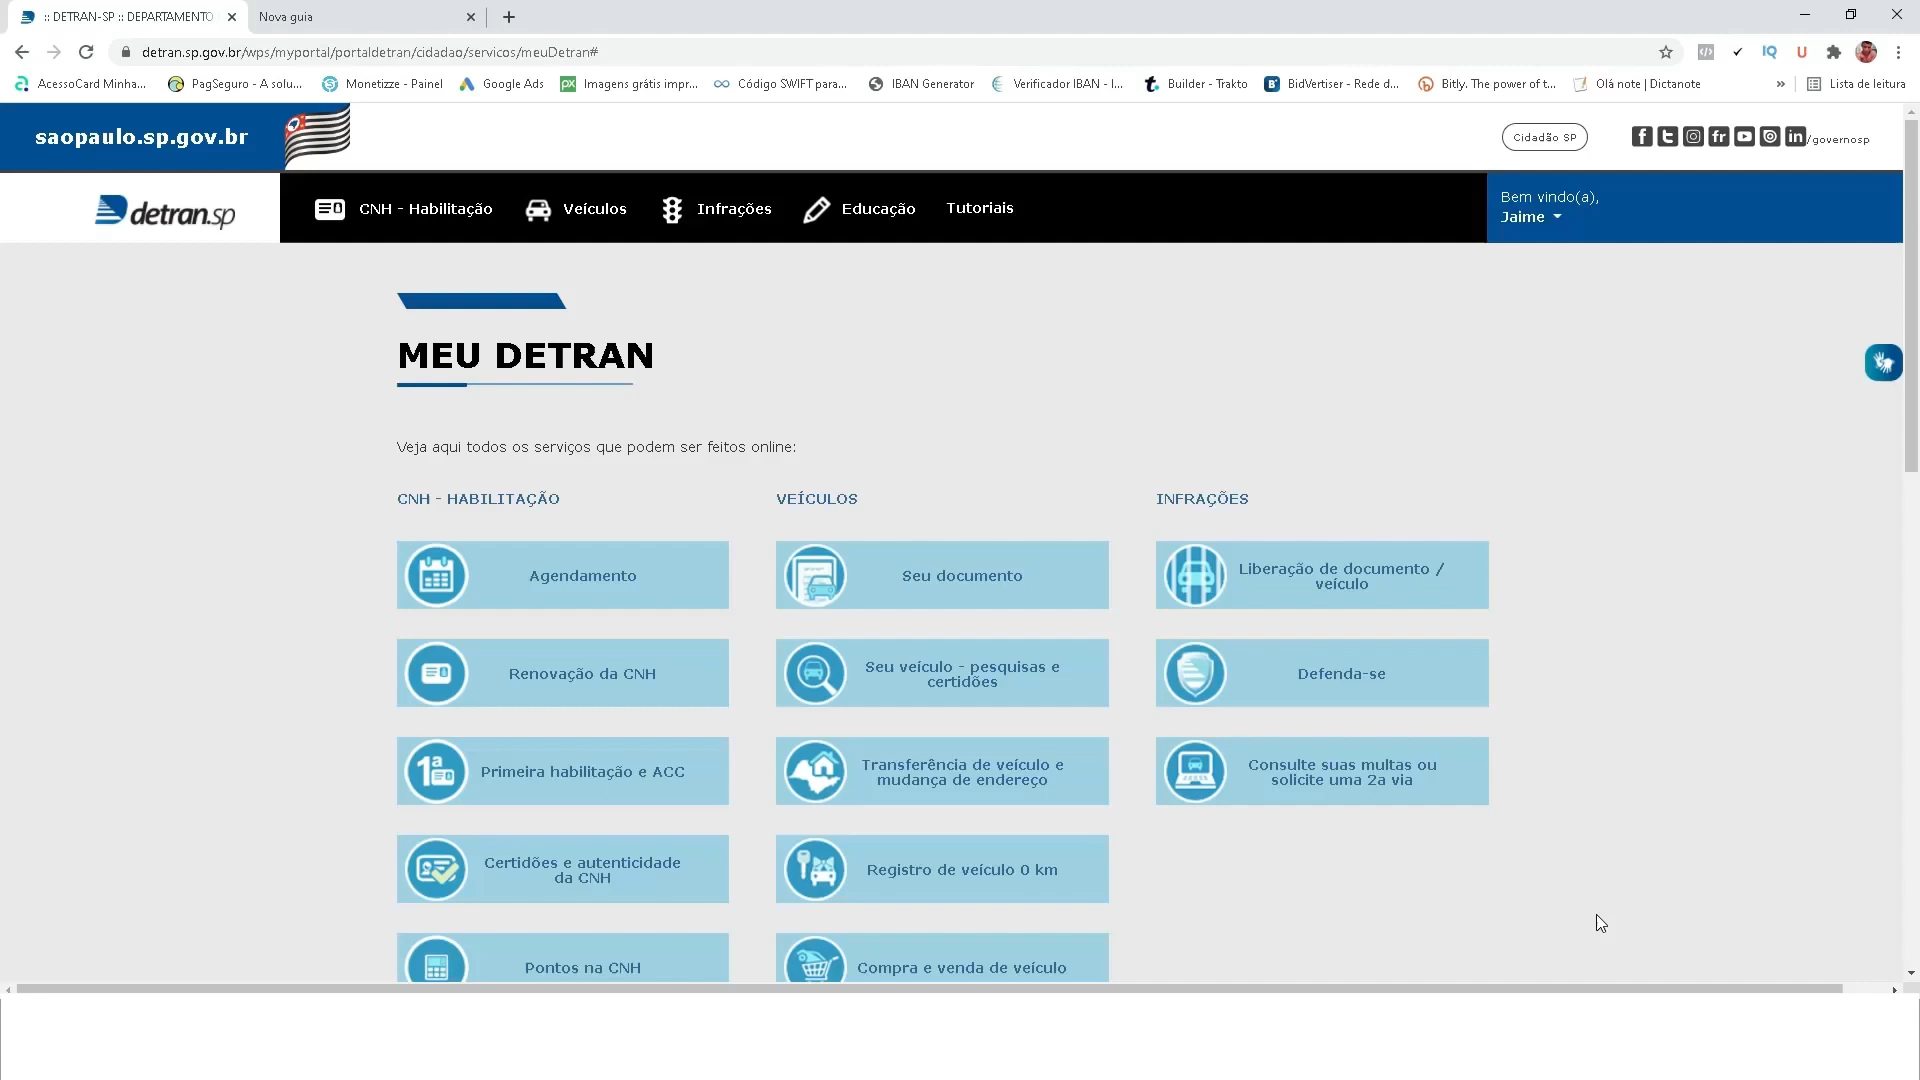 :: DETRAN-SP :: DEPARTAMENTO
Nova guia
detran.sp.gov.br/wps/myportal/portaldetran/cidadao/servicos/meuDetran#
IQ
U
AcessoCard Minha...
PagSeguro - A solu...
Monetizze - Painel
Google Ads
px
Imagens grátis impr...
Código SWIFT para...
IBAN Generator
Verificador IBAN - I...
Builder - Trakto
BidVertiser - Rede d...
Bitly. The power of t...
Olá note | Dictanote
»
Lista de leitura
saopaulo.sp.gov.br
Cidadão SP
/governosp
detran.sp
CNH - Habilitação
Veículos
Infrações
Educação
Tutoriais
Bem vindo(a),
Jaime
MEU DETRAN
Veja aqui todos os serviços que podem ser feitos online:
CNH - HABILITAÇÃO
VEÍCULOS
INFRAÇÕES
Agendamento
Seu documento
Liberação de documento /
veículo
Renovação da CNH
Seu veículo - pesquisas e
certidões
Defenda-se
1a
Primeira habilitação e ACC
Transferência de veículo e
mudança de endereço
Consulte suas multas ou
solicite uma 2a via
Certidões e autenticidade
da CNH
Registro de veículo 0 km
Pontos na CNH
Compra e venda de veículo